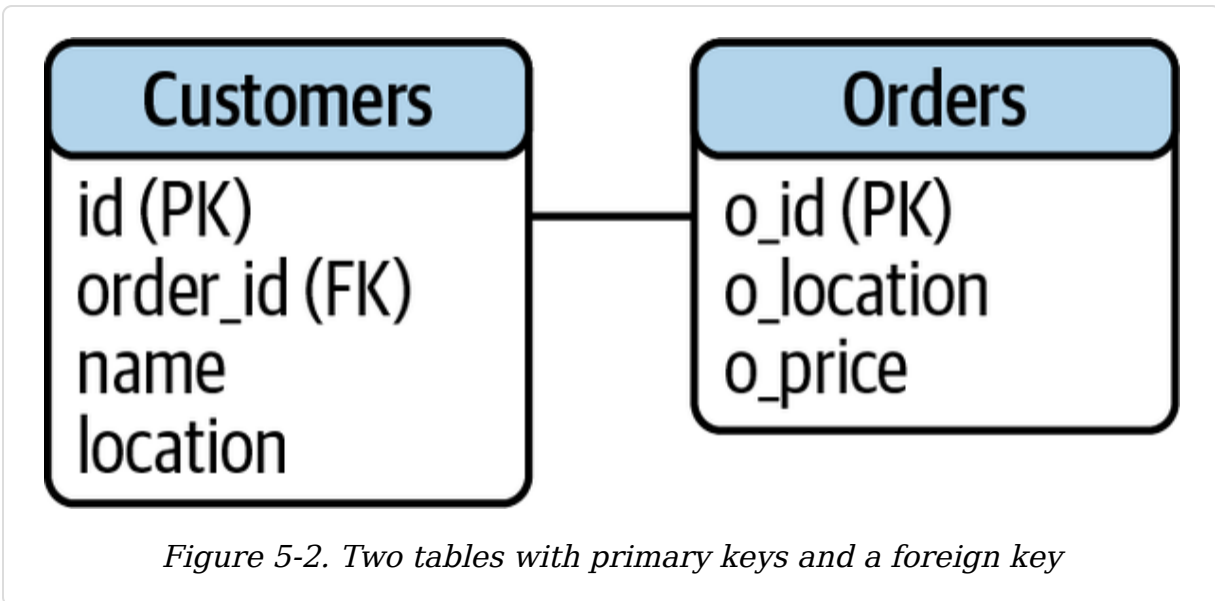 Customers
id (PK)
order_id (FK)
name
location
Orders
o_id (PK)
o_location
o_price
Figure 5-2. Two tables with primary keys and a foreign key